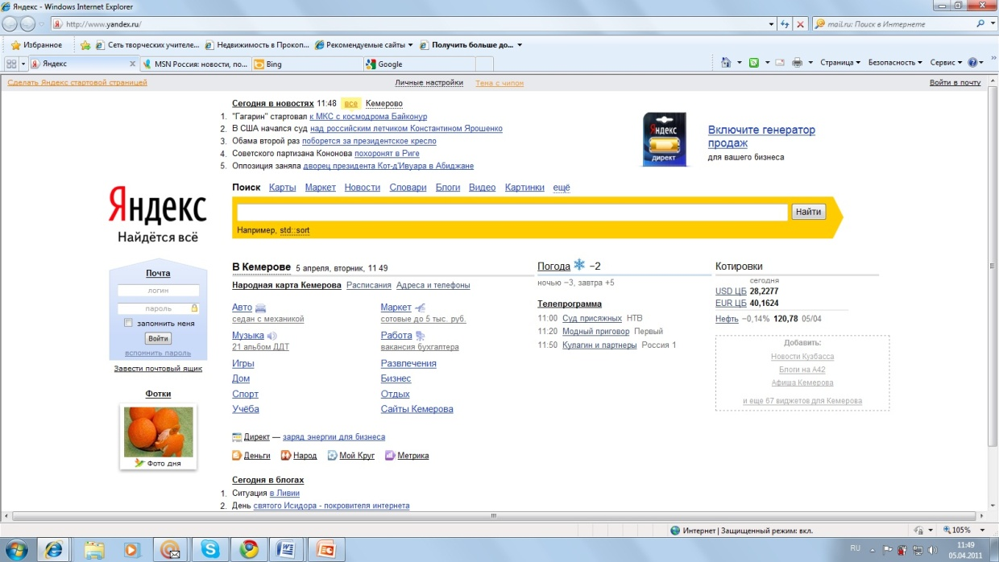 Яндекс - Windows Internet Explorer
http://www.yandex.ru/
mail.ru: Поиск в Интернете
Избранное Сеть творческих учителе... Недвижимость в Прокоп... Рекомендуемые сайты Получить больше до...
Яндекс MSN Россия: новости, по... Bing Google Страница Безопасность Сервис
Сделать Яндекс стартовой страницей Личные настройки Тема с чипом Войти в почту
Сегодня в новостях 11:48 все Кемерово
1. "Гагарин" стартовал к МКС с космодрома Байконур
2. В США начался суд над российским летчиком Константином Ярошенко
3. Обама второй раз поборется за президентское кресло
4. Советского партизана Кононова похоронят в Риге
5. Оппозиция заняла дворец президента Кот-д'Ивуара в Абиджане
Яндекс
директ
Включите генератор
продаж
для вашего бизнеса
Поиск Карты Маркет Новости Словари Блоги Видео Картинки ещё
Яндекс
Найдётся всё
Найти
Например, std::sort
Почта
логин
пароль
запомнить меня
Войти
вспомнить пароль
Завести почтовый ящик
Фотки
Фото дня
В Кемерове 5 апреля, вторник, 11 49
Народная карта Кемерова Расписания Адреса и телефоны
Авто
седан с механикой
Музыка
21 альбом ДДТ
Игры
Дом
Спорт
Учёба
Маркет
сотовые до 5 тыс. руб.
Работа
вакансия бухгалтера
Развлечения
Бизнес
Отдых
Сайты Кемерова
Погода −2
ночью −3, завтра +5
Телепрограмма
11:00 Суд присяжных НТВ
11:20 Модный приговор Первый
11:50 Кулагин и партнеры Россия 1
Котировки
сегодня
USD ЦБ 28,2277
EUR ЦБ 40,1624
Нефть −0,14% 120,78 05/04
Добавить:
Новости Кузбасса
Блоги на А42
Афиша Кемерова
и еще 67 виджетов для Кемерова
Директ — заряд энергии для бизнеса
Деньги Народ Мой Круг Метрика
Сегодня в блогах
1. Ситуация в Ливии
2. День святого Исидора - покровителя интернета
Интернет | Защищенный режим: вкл. 105%
RU 11:49
05.04.2011